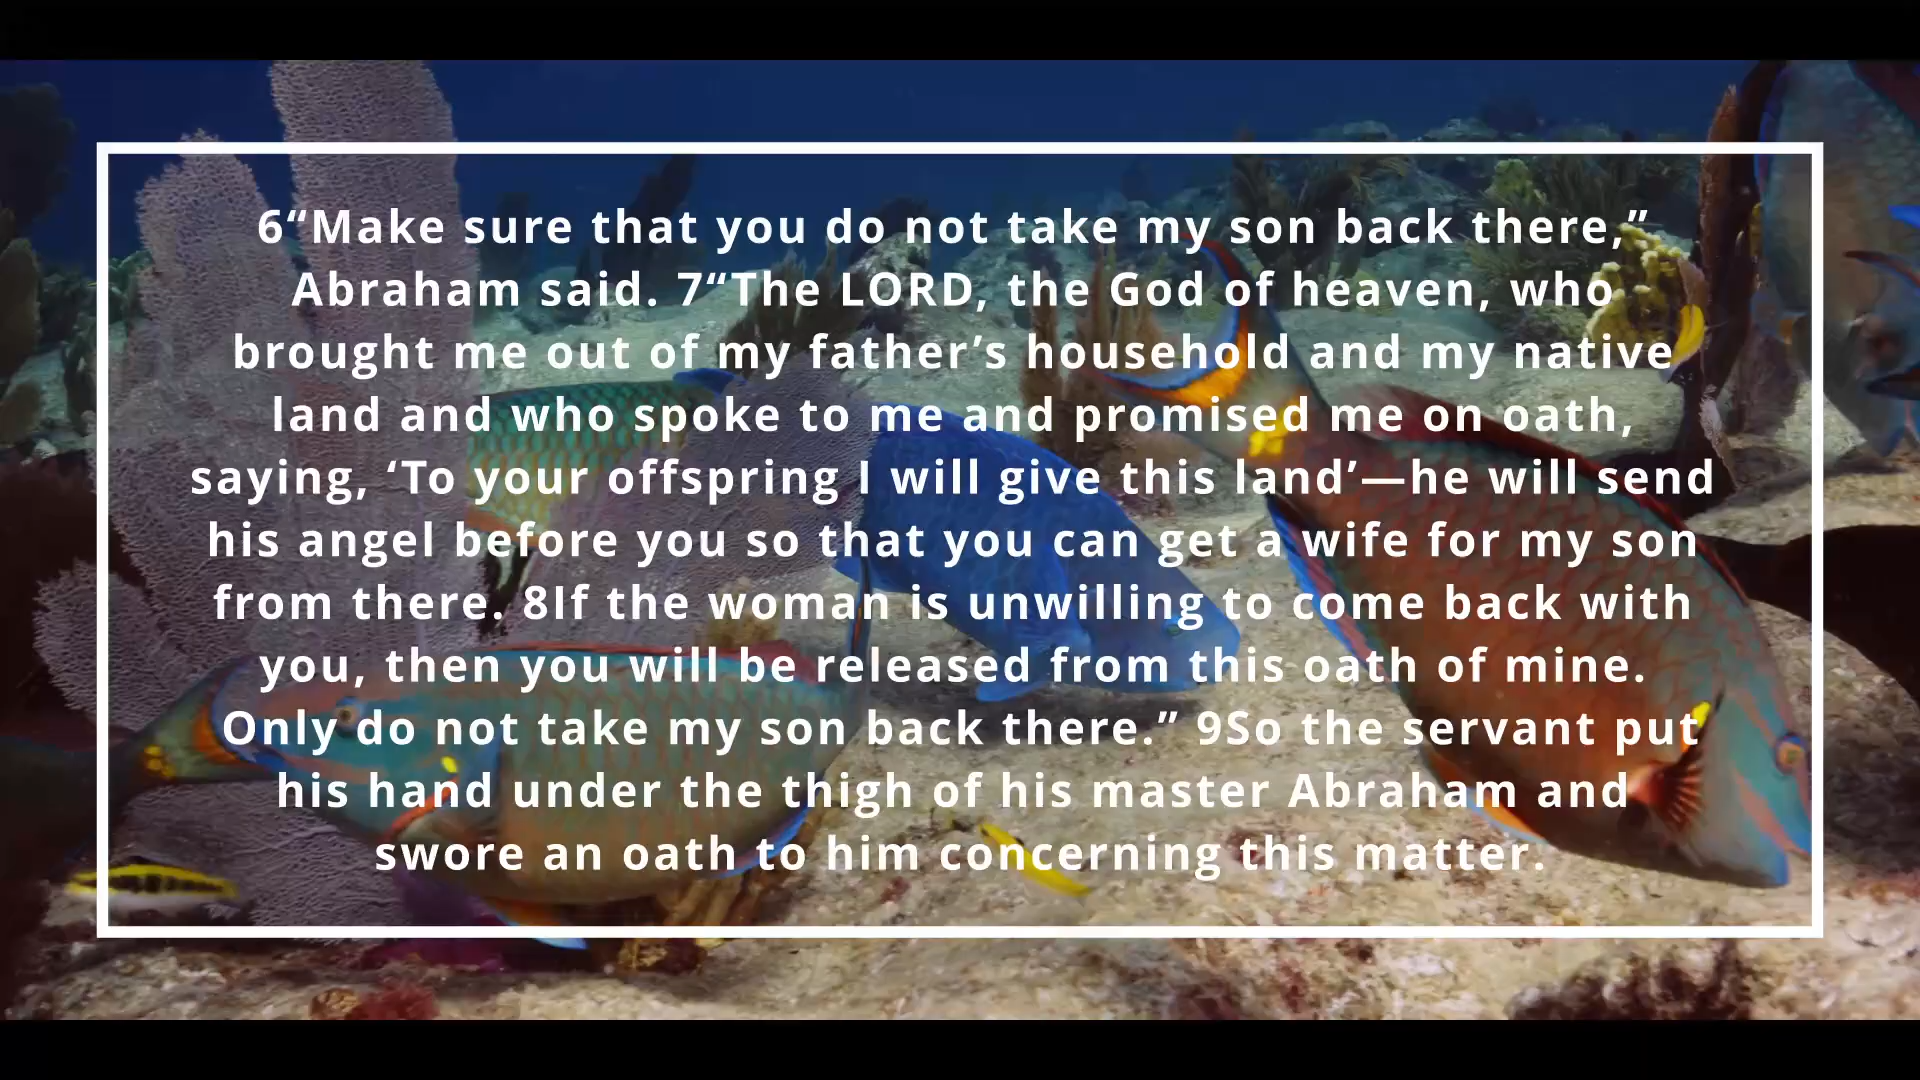 6“Make sure that you do not take my son back there,”
Abraham said. 7“The LORD, the God of heaven, who
brought me out of my father’s household and my native
land and who spoke to me and promised me on oath,
saying, ‘To your offspring I will give this land’—he will send
his angel before you so that you can get a wife for my son
from there. 8If the woman is unwilling to come back with
you, then you will be released from this oath of mine.
Only do not take my son back there.” 9So the servant put
his hand under the thigh of his master Abraham and
swore an oath to him concerning this matter.